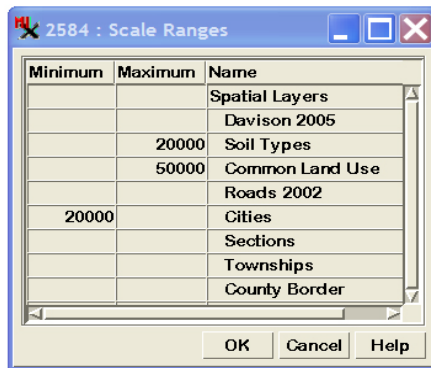 2584 : Scale Ranges
Minimum Maximum Name
Spatial Layers
Davison 2005
20000 Soil Types
50000 Common Land Use
Roads 2002
20000 Cities
Sections
Townships
County Border
OK Cancel Help